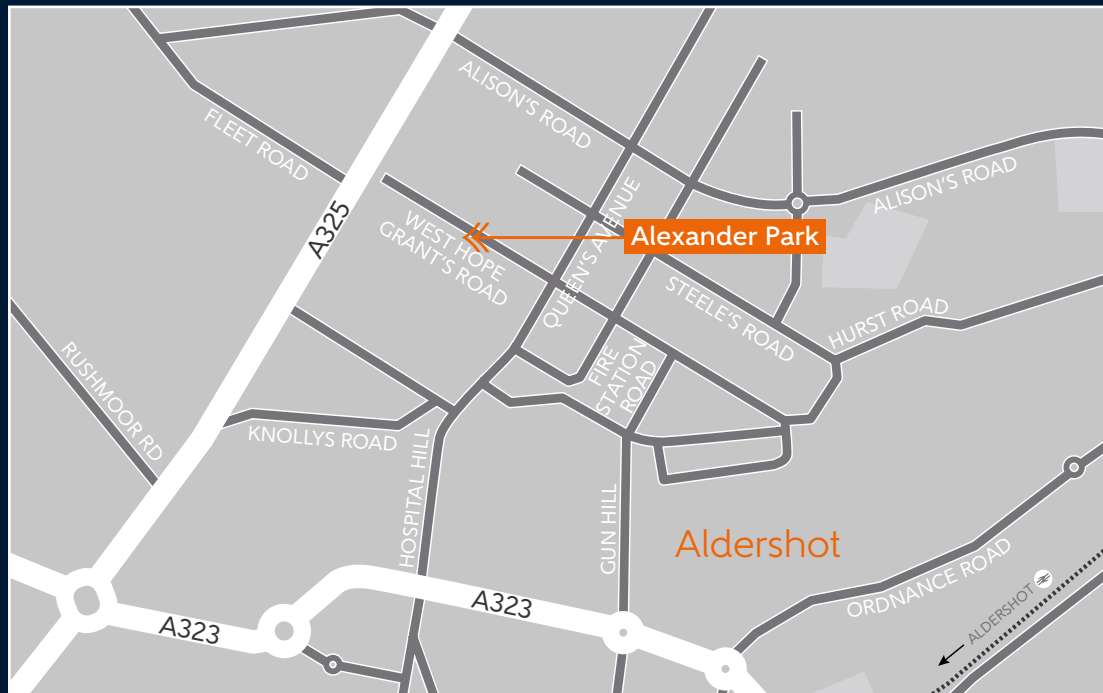 ALISON'S ROAD
FLEET ROAD
ALISON'S ROAD
A325
WEST HOPE
GRANT'S ROAD
QUEEN'S AVENUE
Alexander Park
STEELE'S ROAD
HURST ROAD
RUSHMOOR RD
FIRE
STATION
ROAD
KNOLLYS ROAD
HOSPITAL HILL
GUN HILL
Aldershot
ORDNANCE ROAD
A323
A323
ALDERSHOT